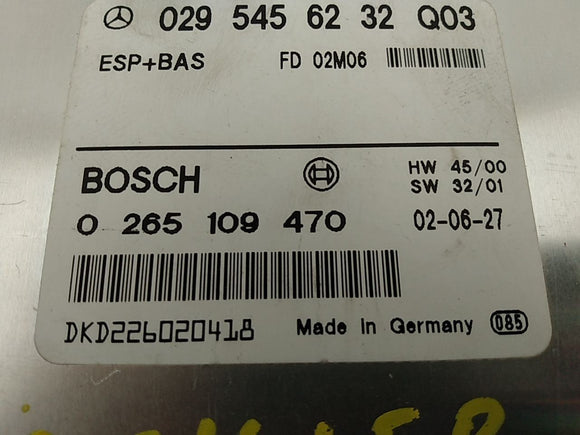 029 545 62 32 Q03
ESP+BAS FD 02M06
BOSCH HW 45/00
SW 32/01
0 265 109 470 02-06-27
DKD226020418 Made in Germany 085